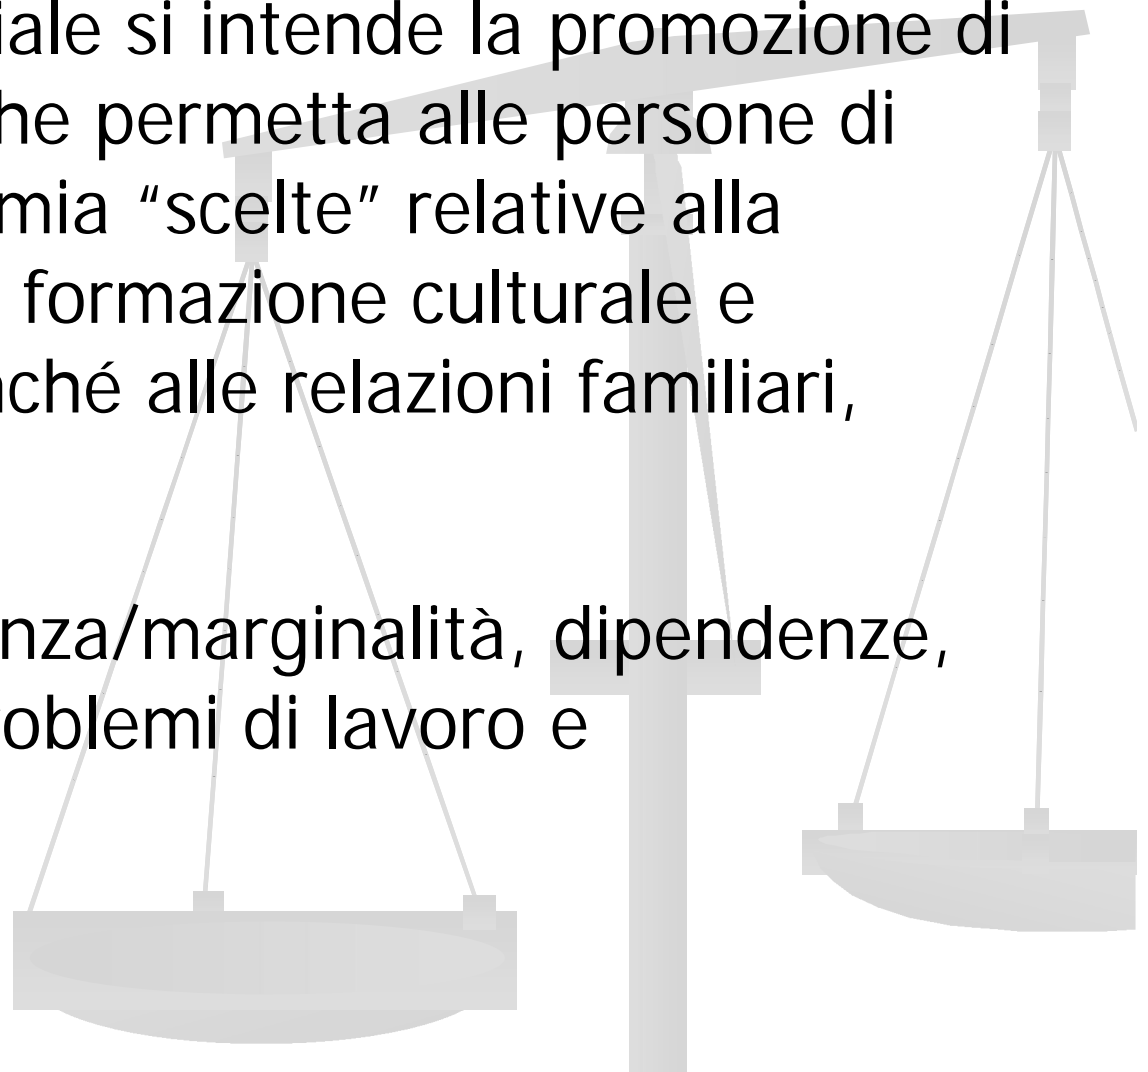 iale si intende la promozione di
he permetta alle persone di
mia “scelte” relative alla
formazione culturale e
ché alle relazioni familiari,
nza/marginalità, dipendenze,
oblemi di lavoro e